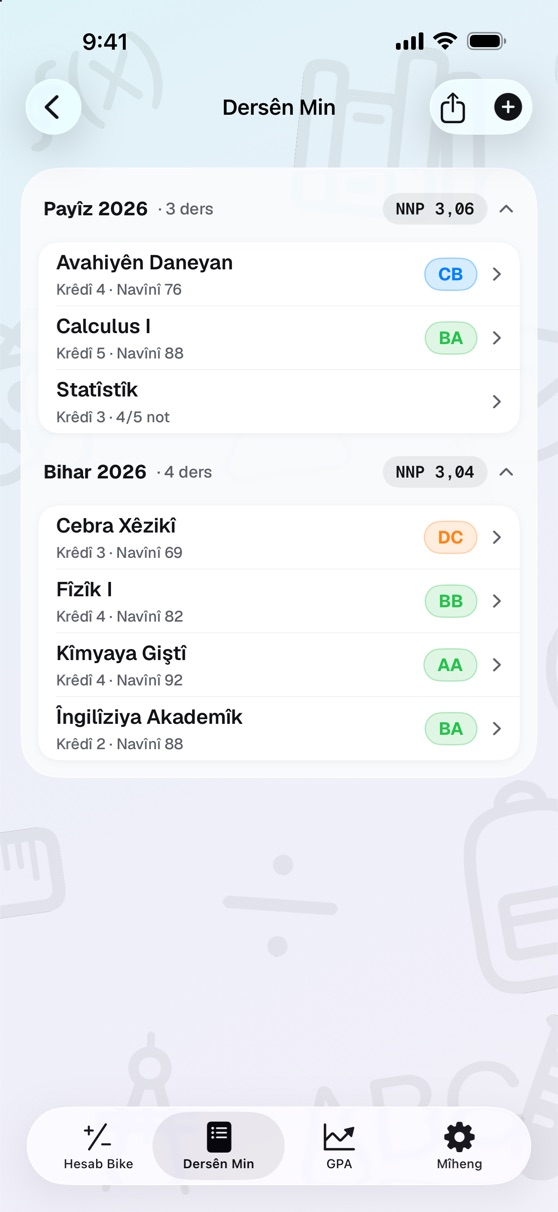 9:41
Dersên Min
Payîz 2026 · 3 ders NNP 3,06
Avahiyên Daneyan
Krêdî 4 · Navînî 76
CB
Calculus I
Krêdî 5 · Navînî 88
BA
Statîstîk
Krêdî 3 · 4/5 not
Bihar 2026 · 4 ders NNP 3,04
Cebra Xêzikî
Krêdî 3 · Navînî 69
DC
Fîzîk I
Krêdî 4 · Navînî 82
BB
Kîmyaya Giştî
Krêdî 4 · Navînî 92
AA
Îngilîziya Akademîk
Krêdî 2 · Navînî 88
BA
Hesab Bike
Dersên Min
GPA
Mîheng